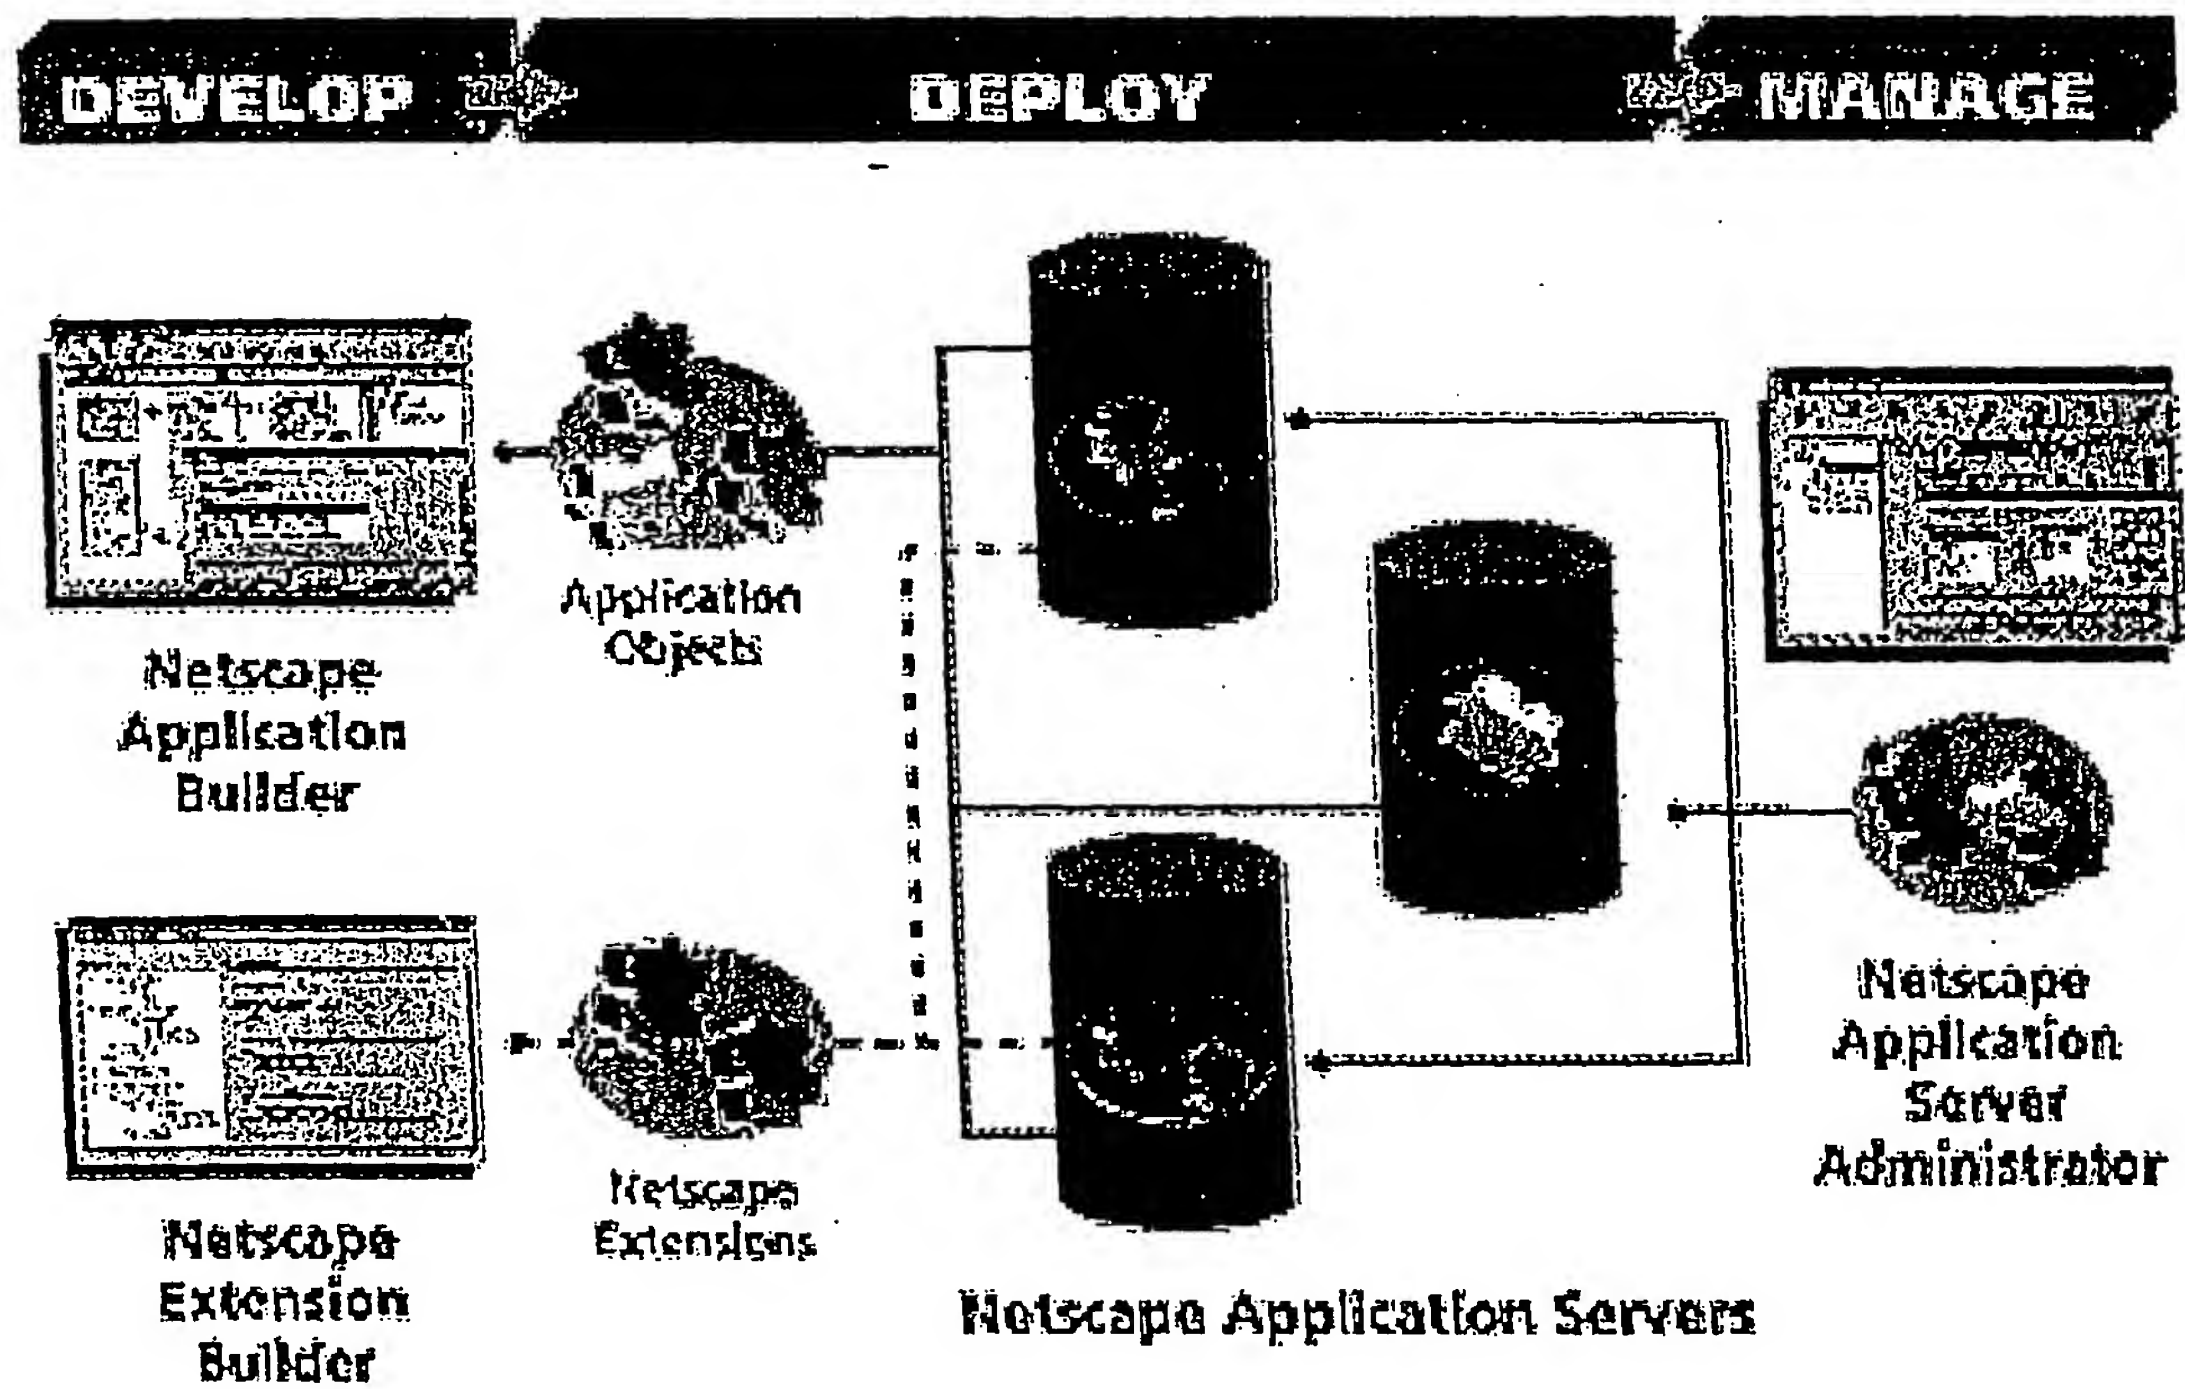 DEVELOP
DEPLOY
MANAGE
Application
Objects
Netscape
Application
Builder
Netscape
Application
Server
Administrator
Netscape
Extensions
Netscape
Extension
Builder
Netscape Application Servers